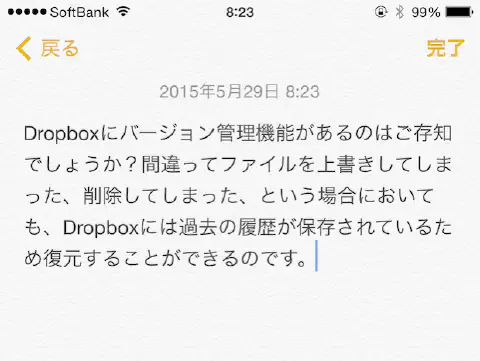 SoftBank 8:23 99%
戻る 完了
2015年5月29日 8:23
Dropboxにバージョン管理機能があるのはご存知
でしょうか？間違ってファイルを上書きしてしま
った、削除してしまった、という場合において
も、Dropboxには過去の履歴が保存されているた
め復元することができるのです。